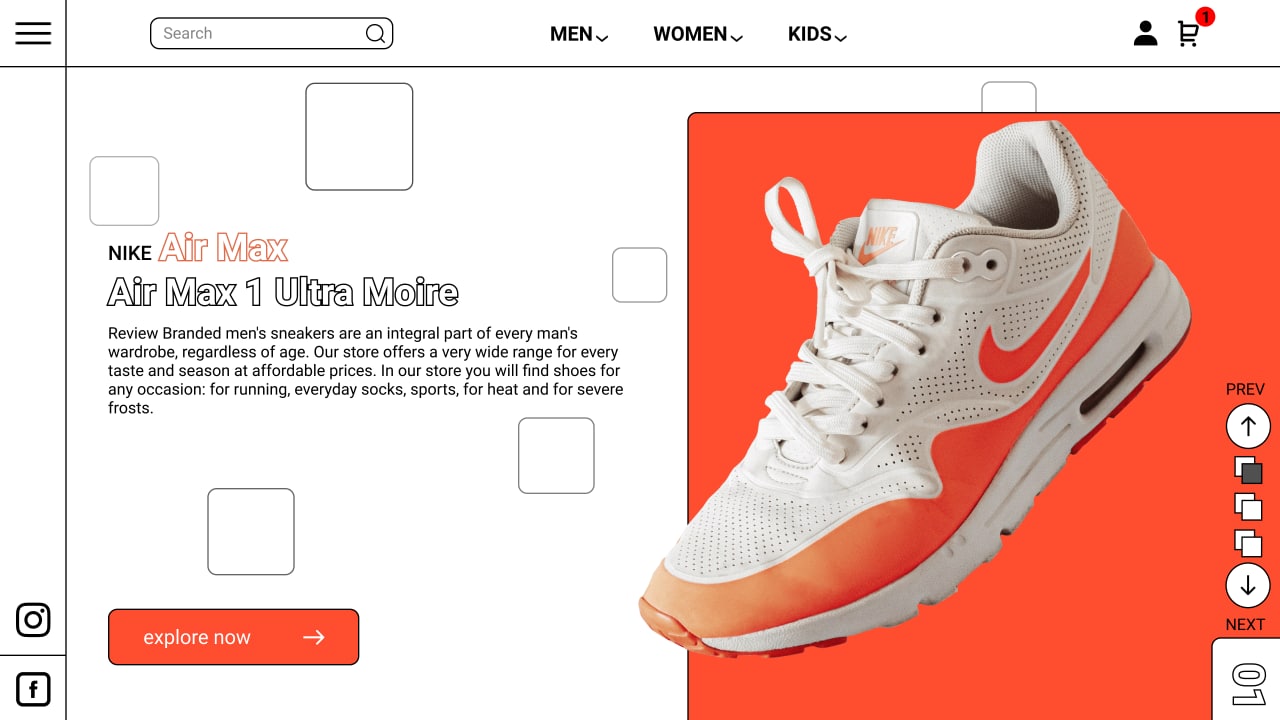 Search
MEN
WOMEN
KIDS
1
NIKE Air Max
Air Max 1 Ultra Moire
Review Branded men's sneakers are an integral part of every man's
wardrobe, regardless of age. Our store offers a very wide range for every
taste and season at affordable prices. In our store you will find shoes for
any occasion: for running, everyday socks, sports, for heat and for severe
frosts.
explore now
NIKE
PREV
NEXT
01